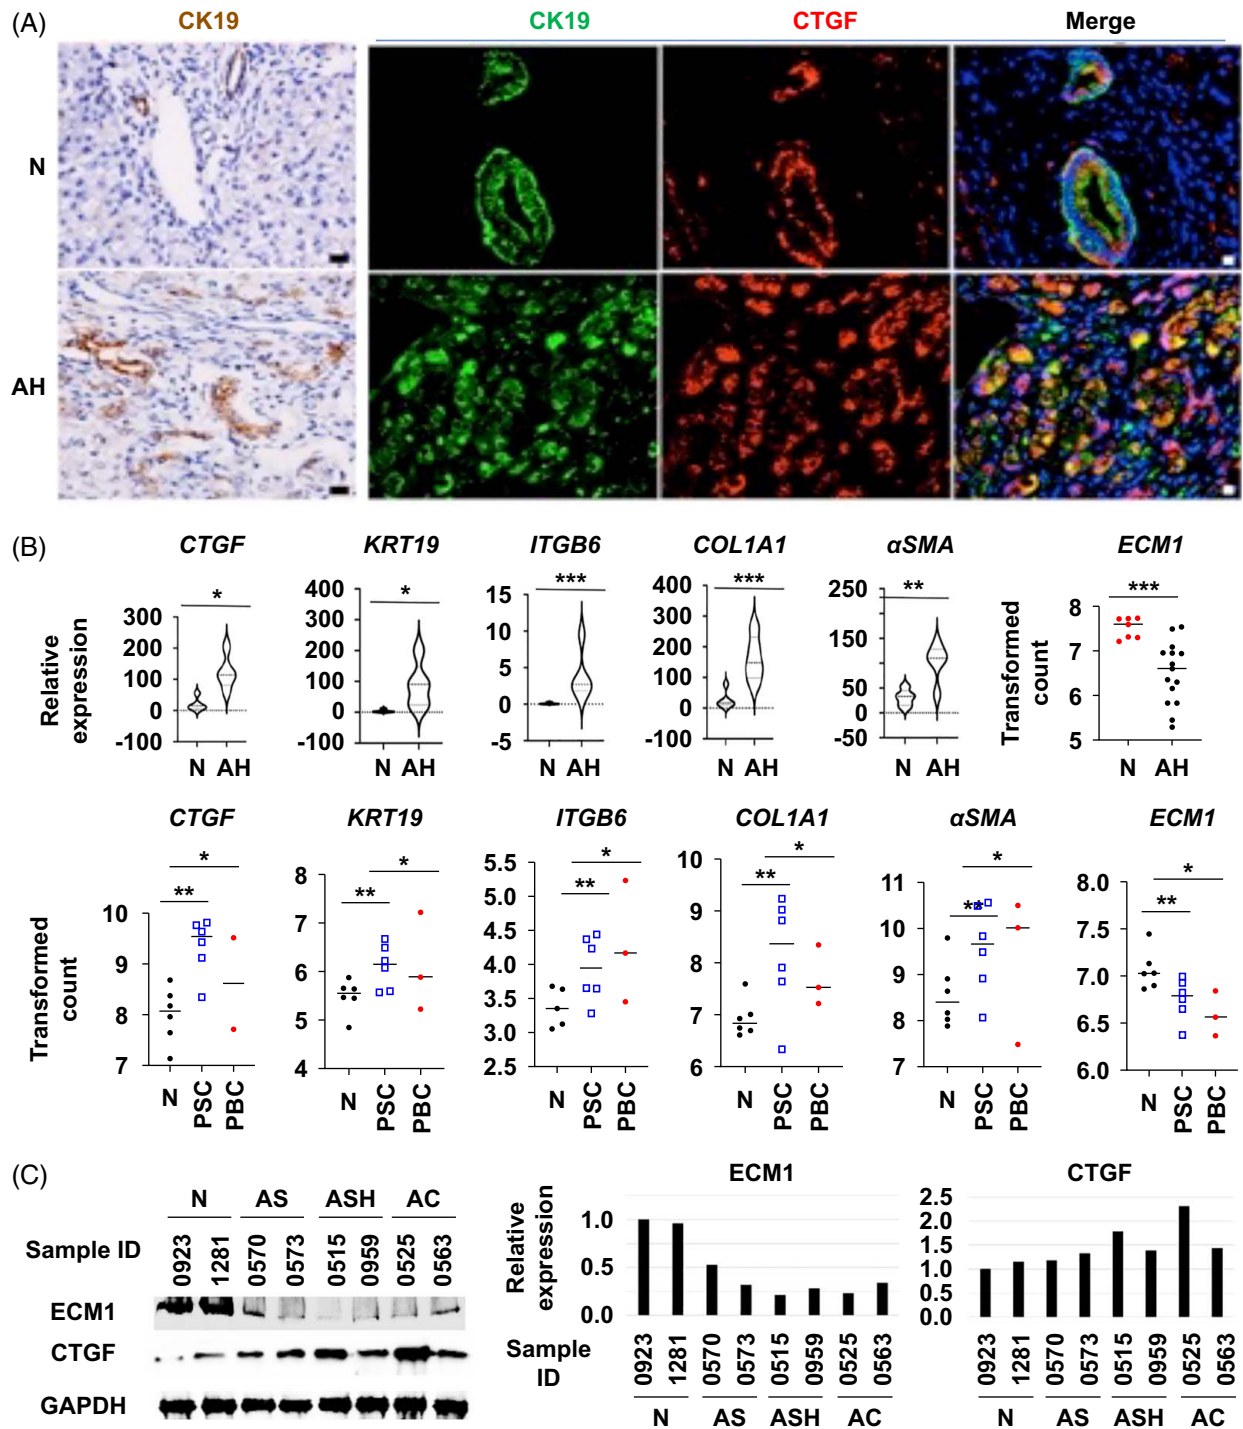 (A) CK19 CK19 CTGF Merge
N
AH
(B) CTGF KRT19 ITGB6 COL1A1 αSMA ECM1
Relative expression
300
200
100
0
-100
*
N AH
400
300
200
100
0
-100
*
N AH
15
10
5
0
-5
***
N AH
400
300
200
100
0
-100
***
N AH
250
150
50
0
-50
**
N AH
Transformed count
8
7
6
5
***
N AH
CTGF KRT19 ITGB6 COL1A1 αSMA ECM1
Transformed count
10
9
8
7
*
**
N PSC PBC
8
6
5
4
*
**
N PSC PBC
5.5
5.0
4.5
4.0
3.5
3.0
2.5
*
**
N PSC PBC
10
9
8
7
6
*
**
N PSC PBC
11
10
9
8
7
*
**
N PSC PBC
8.0
7.5
7.0
6.5
6.0
*
**
N PSC PBC
(C)
N AS ASH AC
Sample ID 0923 1281 0570 0573 0515 0959 0525 0563
ECM1
CTGF
GAPDH
ECM1
Relative expression
1.0
0.5
0.0
Sample ID
0923 1281 0570 0573 0515 0959 0525 0563
N AS ASH AC
CTGF
2.5
2.0
1.5
1.0
0.5
0.0
0923 1281 0570 0573 0515 0959 0525 0563
N AS ASH AC